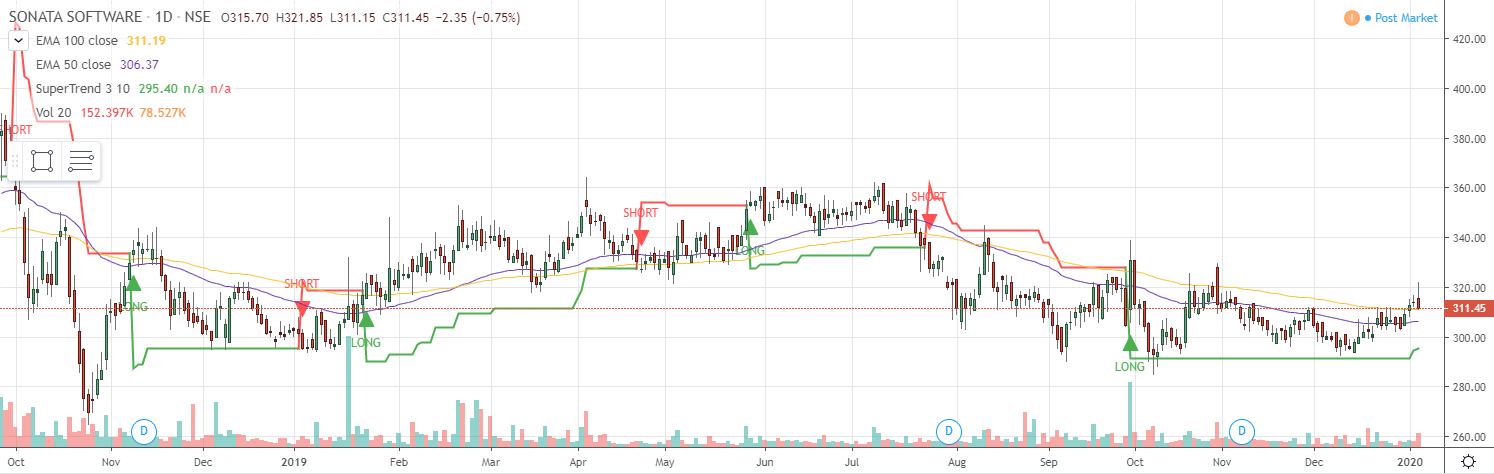 SONATA SOFTWARE · 1D · NSE O315.70 H321.85 L311.15 C311.45 −2.35 (−0.75%)
! Post Market
EMA 100 close 311.19
EMA 50 close 306.37
SuperTrend 3 10 295.40 n/a n/a
Vol 20 152.397K 78.527K
420.00
400.00
380.00
360.00
340.00
320.00
311.45
300.00
280.00
260.00
HORT
LONG
SHORT
LONG
SHORT
LONG
SHORT
LONG
D
D
D
Oct Nov Dec 2019 Feb Mar Apr May Jun Jul Aug Sep Oct Nov Dec 2020